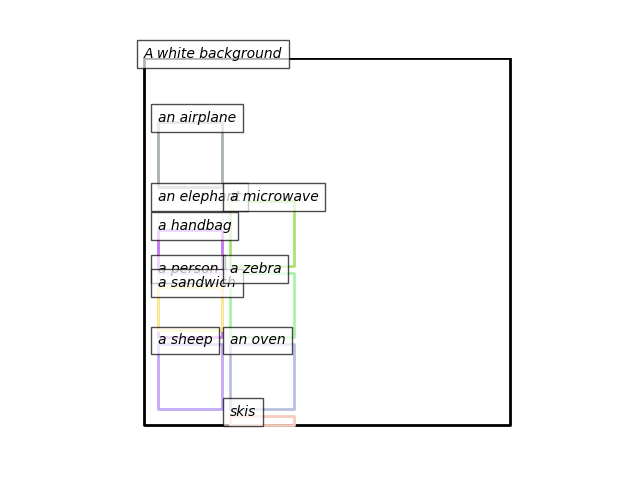 A white background
an airplane
an elephant
a microwave
a handbag
a person
a zebra
a sandwich
a sheep
an oven
skis